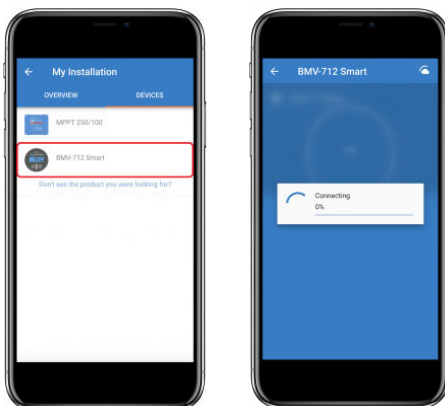 My Installation
OVERVIEW
DEVICES
MPPT 250/100
BMV-712 Smart
Don't see the product you were looking for?
BMV-712 Smart
Connecting
0%